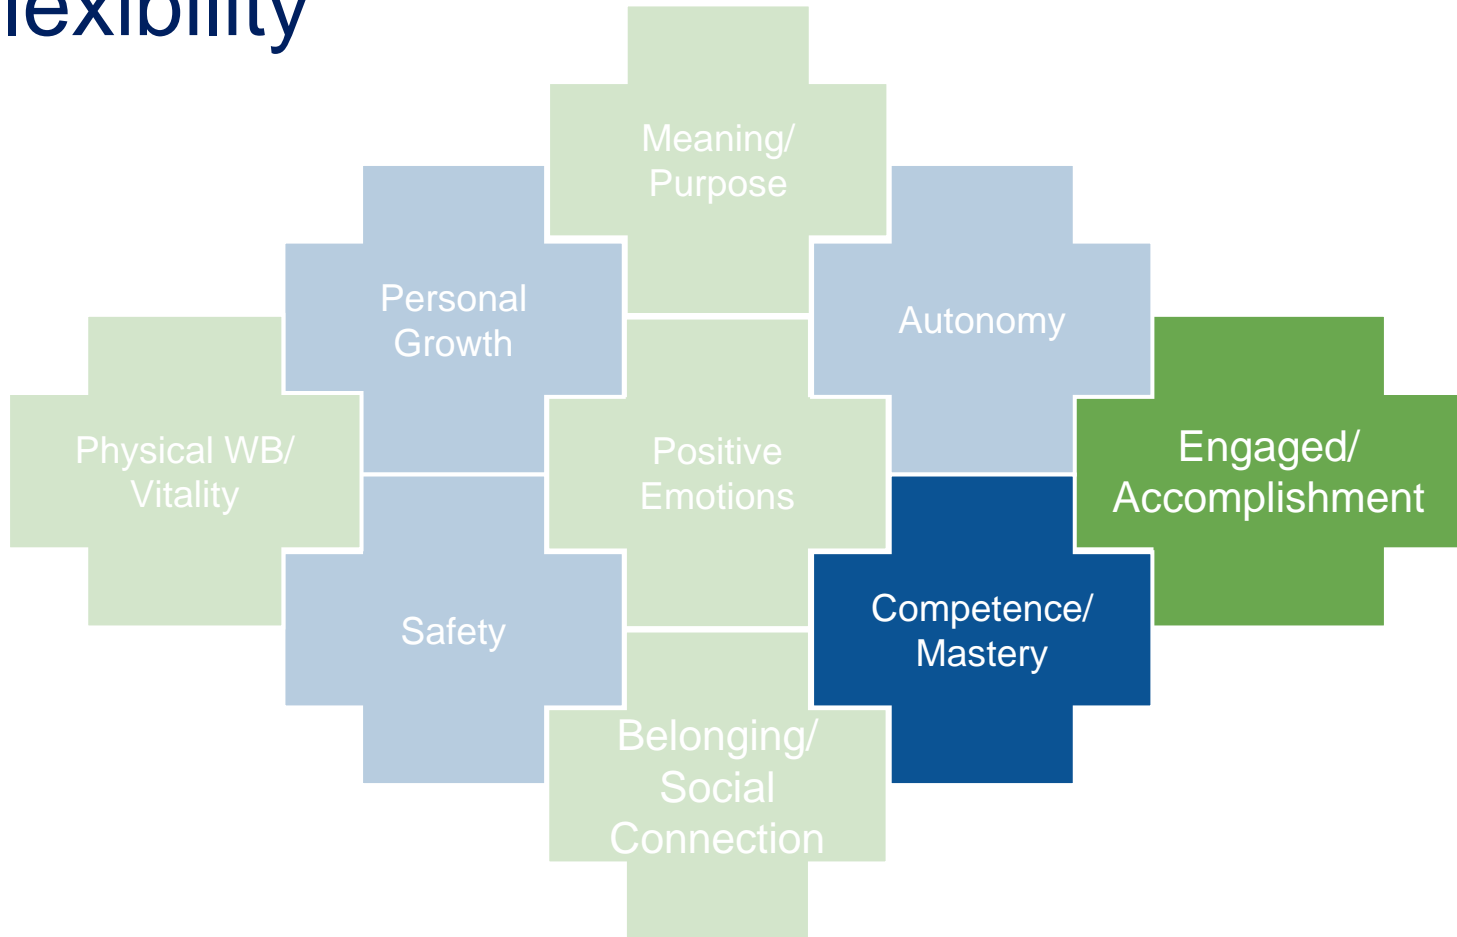 lexibility
Meaning/
Purpose
Personal
Growth
Autonomy
Physical WB/
Vitality
Positive
Emotions
Engaged/
Accomplishment
Safety
Competence/
Mastery
Belonging/
Social
Connection